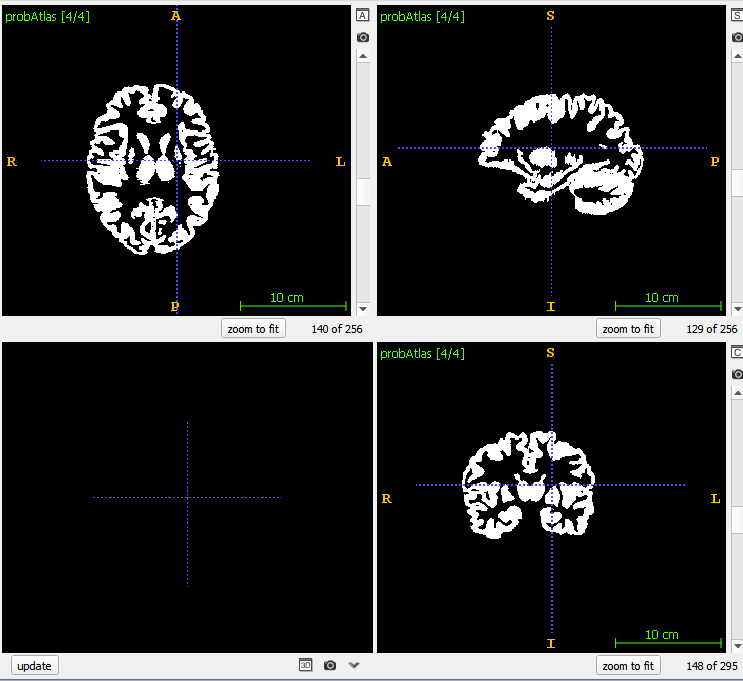 probAtlas [4/4]
A
A
R
L
P
10 cm
zoom to fit
140 of 256
probAtlas [4/4]
S
S
A
P
I
10 cm
zoom to fit
129 of 256
update
3D
probAtlas [4/4]
S
C
R
L
I
10 cm
zoom to fit
148 of 295